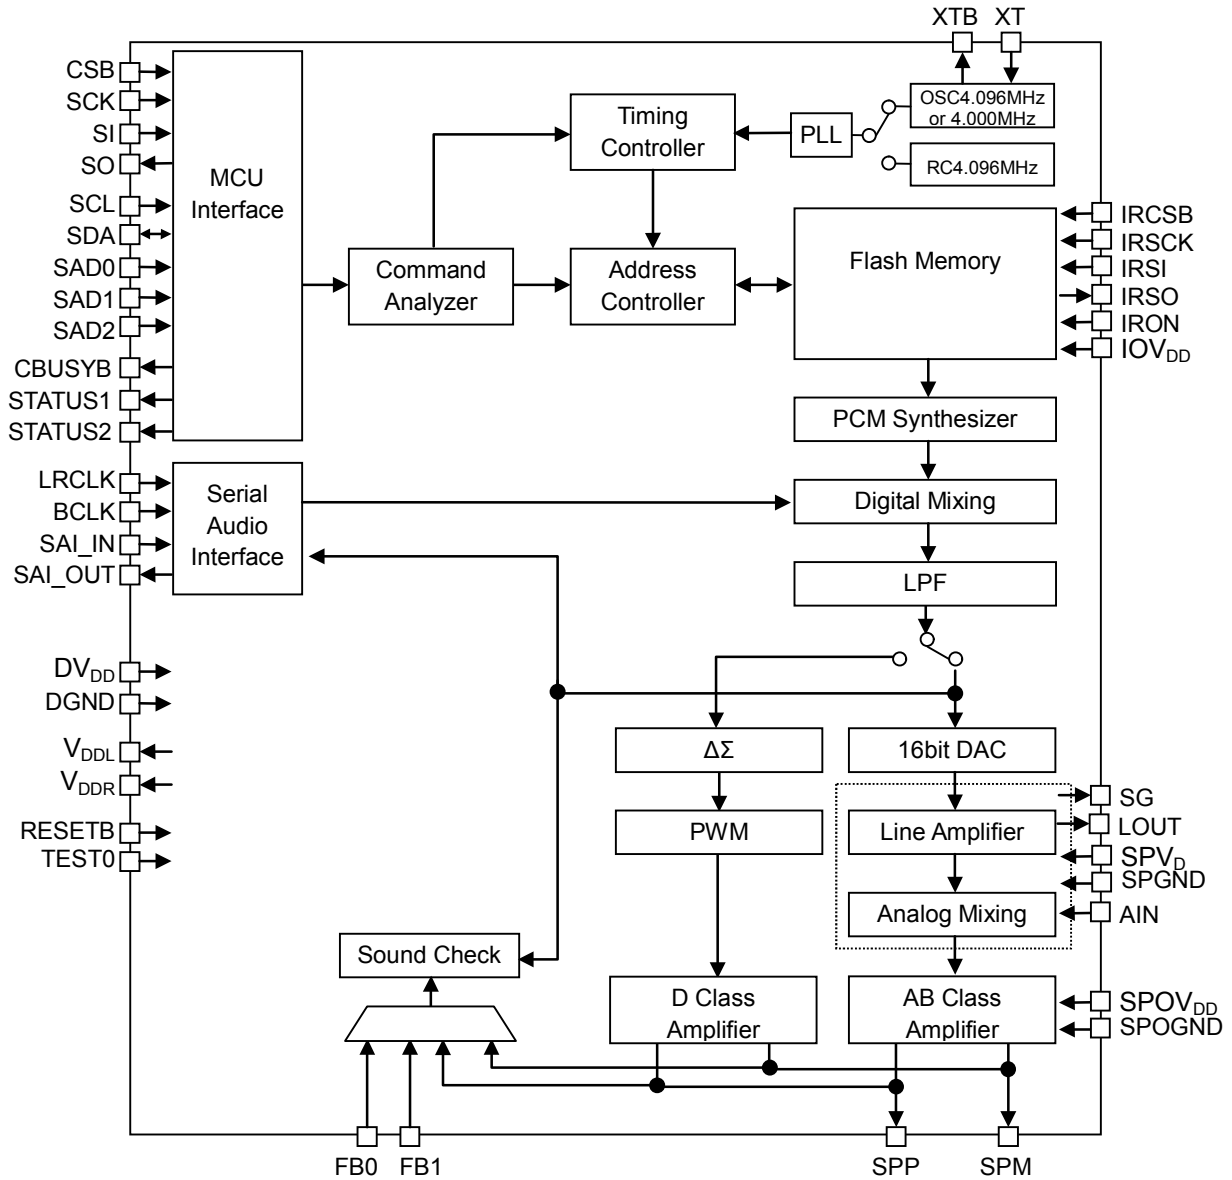 XTB XT
CSB
SCK
SI
SO
SCL
SDA
SAD0
SAD1
SAD2
CBUSYB
STATUS1
STATUS2
LRCLK
BCLK
SAI_IN
SAI_OUT
DVDD
DGND
VDDL
VDDR
RESETB
TEST0
MCU
Interface
Serial
Audio
Interface
Command
Analyzer
Timing
Controller
Address
Controller
PLL
OSC4.096MHz
or 4.000MHz
RC4.096MHz
Flash Memory
PCM Synthesizer
Digital Mixing
LPF
ΔΣ
PWM
D Class
Amplifier
16bit DAC
Line Amplifier
Analog Mixing
AB Class
Amplifier
Sound Check
IRCSB
IRSCK
IRSI
IRSO
IRON
IOVDD
SG
LOUT
SPVD
SPGND
AIN
SPOVDD
SPOGND
FB0 FB1 SPP SPM